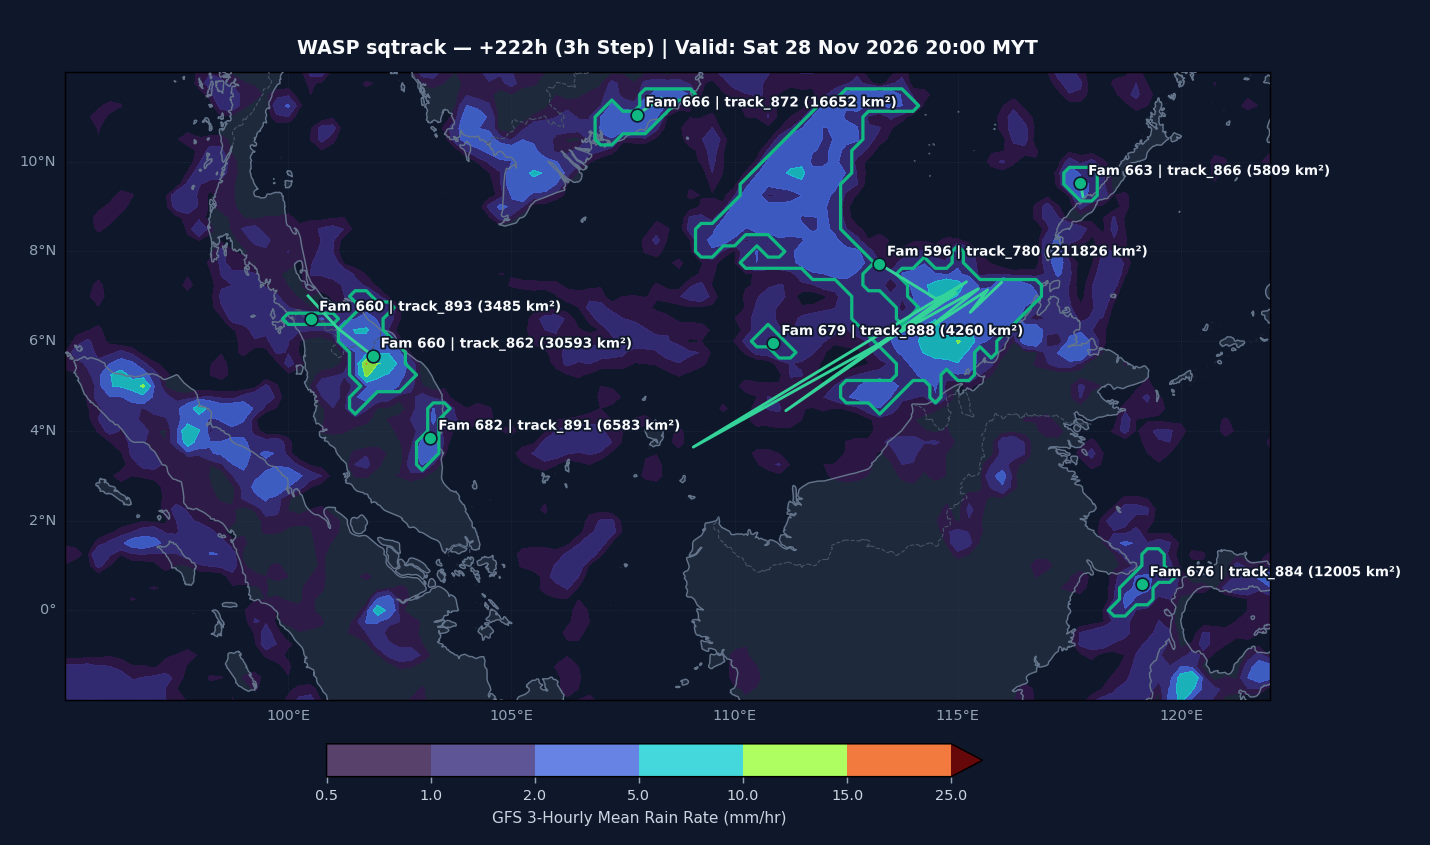 WASP sqtrack — +222h (3h Step) | Valid: Sat 28 Nov 2026 20:00 MYT
Fam 666 | track_872 (16652 km²)
10°N
Fam 663 | track_866 (5809 km²)
8°N
Fam 596 | track_780 (211826 km²)
Fam 660 | track_893 (3485 km²)
6°N
Fam 679 | track_888 (4260 km²)
Fam 660 | track_862 (30593 km²)
4°N
Fam 682 | track_891 (6583 km²)
2°N
Fam 676 | track_884 (12005 km²)
0°
100°E 105°E 110°E 115°E 120°E
0.5 1.0 2.0 5.0 10.0 15.0 25.0
GFS 3-Hourly Mean Rain Rate (mm/hr)